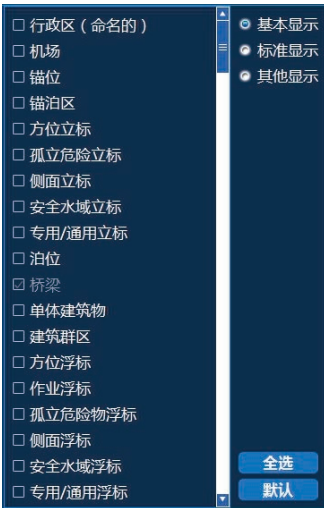 行政区（命名的）
机场
锚位
锚泊区
方位立标
孤立危险立标
侧面立标
安全水域立标
专用/通用立标
泊位
桥梁
单体建筑物
建筑群区
方位浮标
作业浮标
孤立危险物浮标
侧面浮标
安全水域浮标
专用/通用浮标
基本显示
标准显示
其他显示
全选
默认